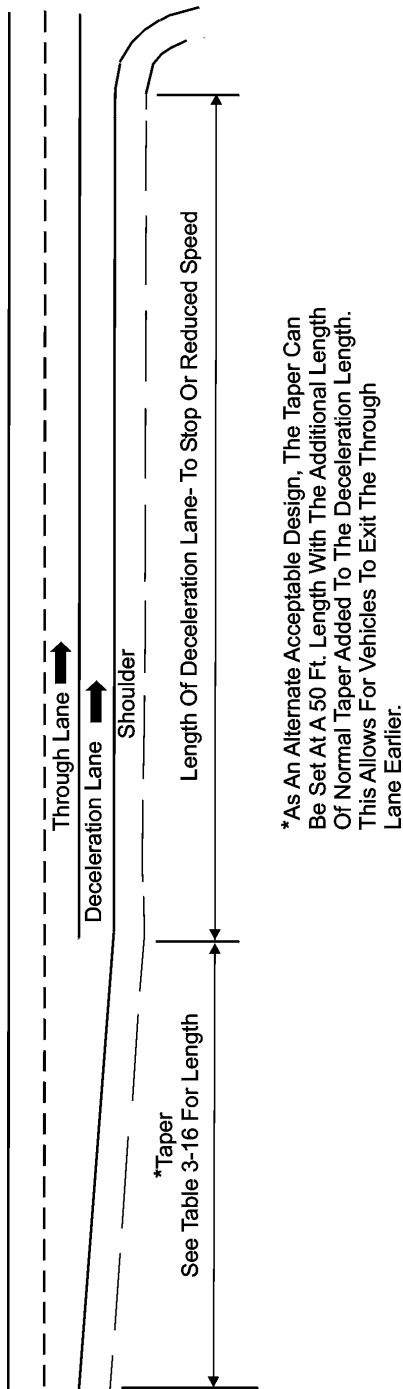 Through Lane
Deceleration Lane
Shoulder
*Taper
See Table 3-16 For Length
Length Of Deceleration Lane- To Stop Or Reduced Speed
*As An Alternate Acceptable Design, The Taper Can
Be Set At A 50 Ft. Length With The Additional Length
Of Normal Taper Added To The Deceleration Length.
This Allows For Vehicles To Exit The Through
Lane Earlier.